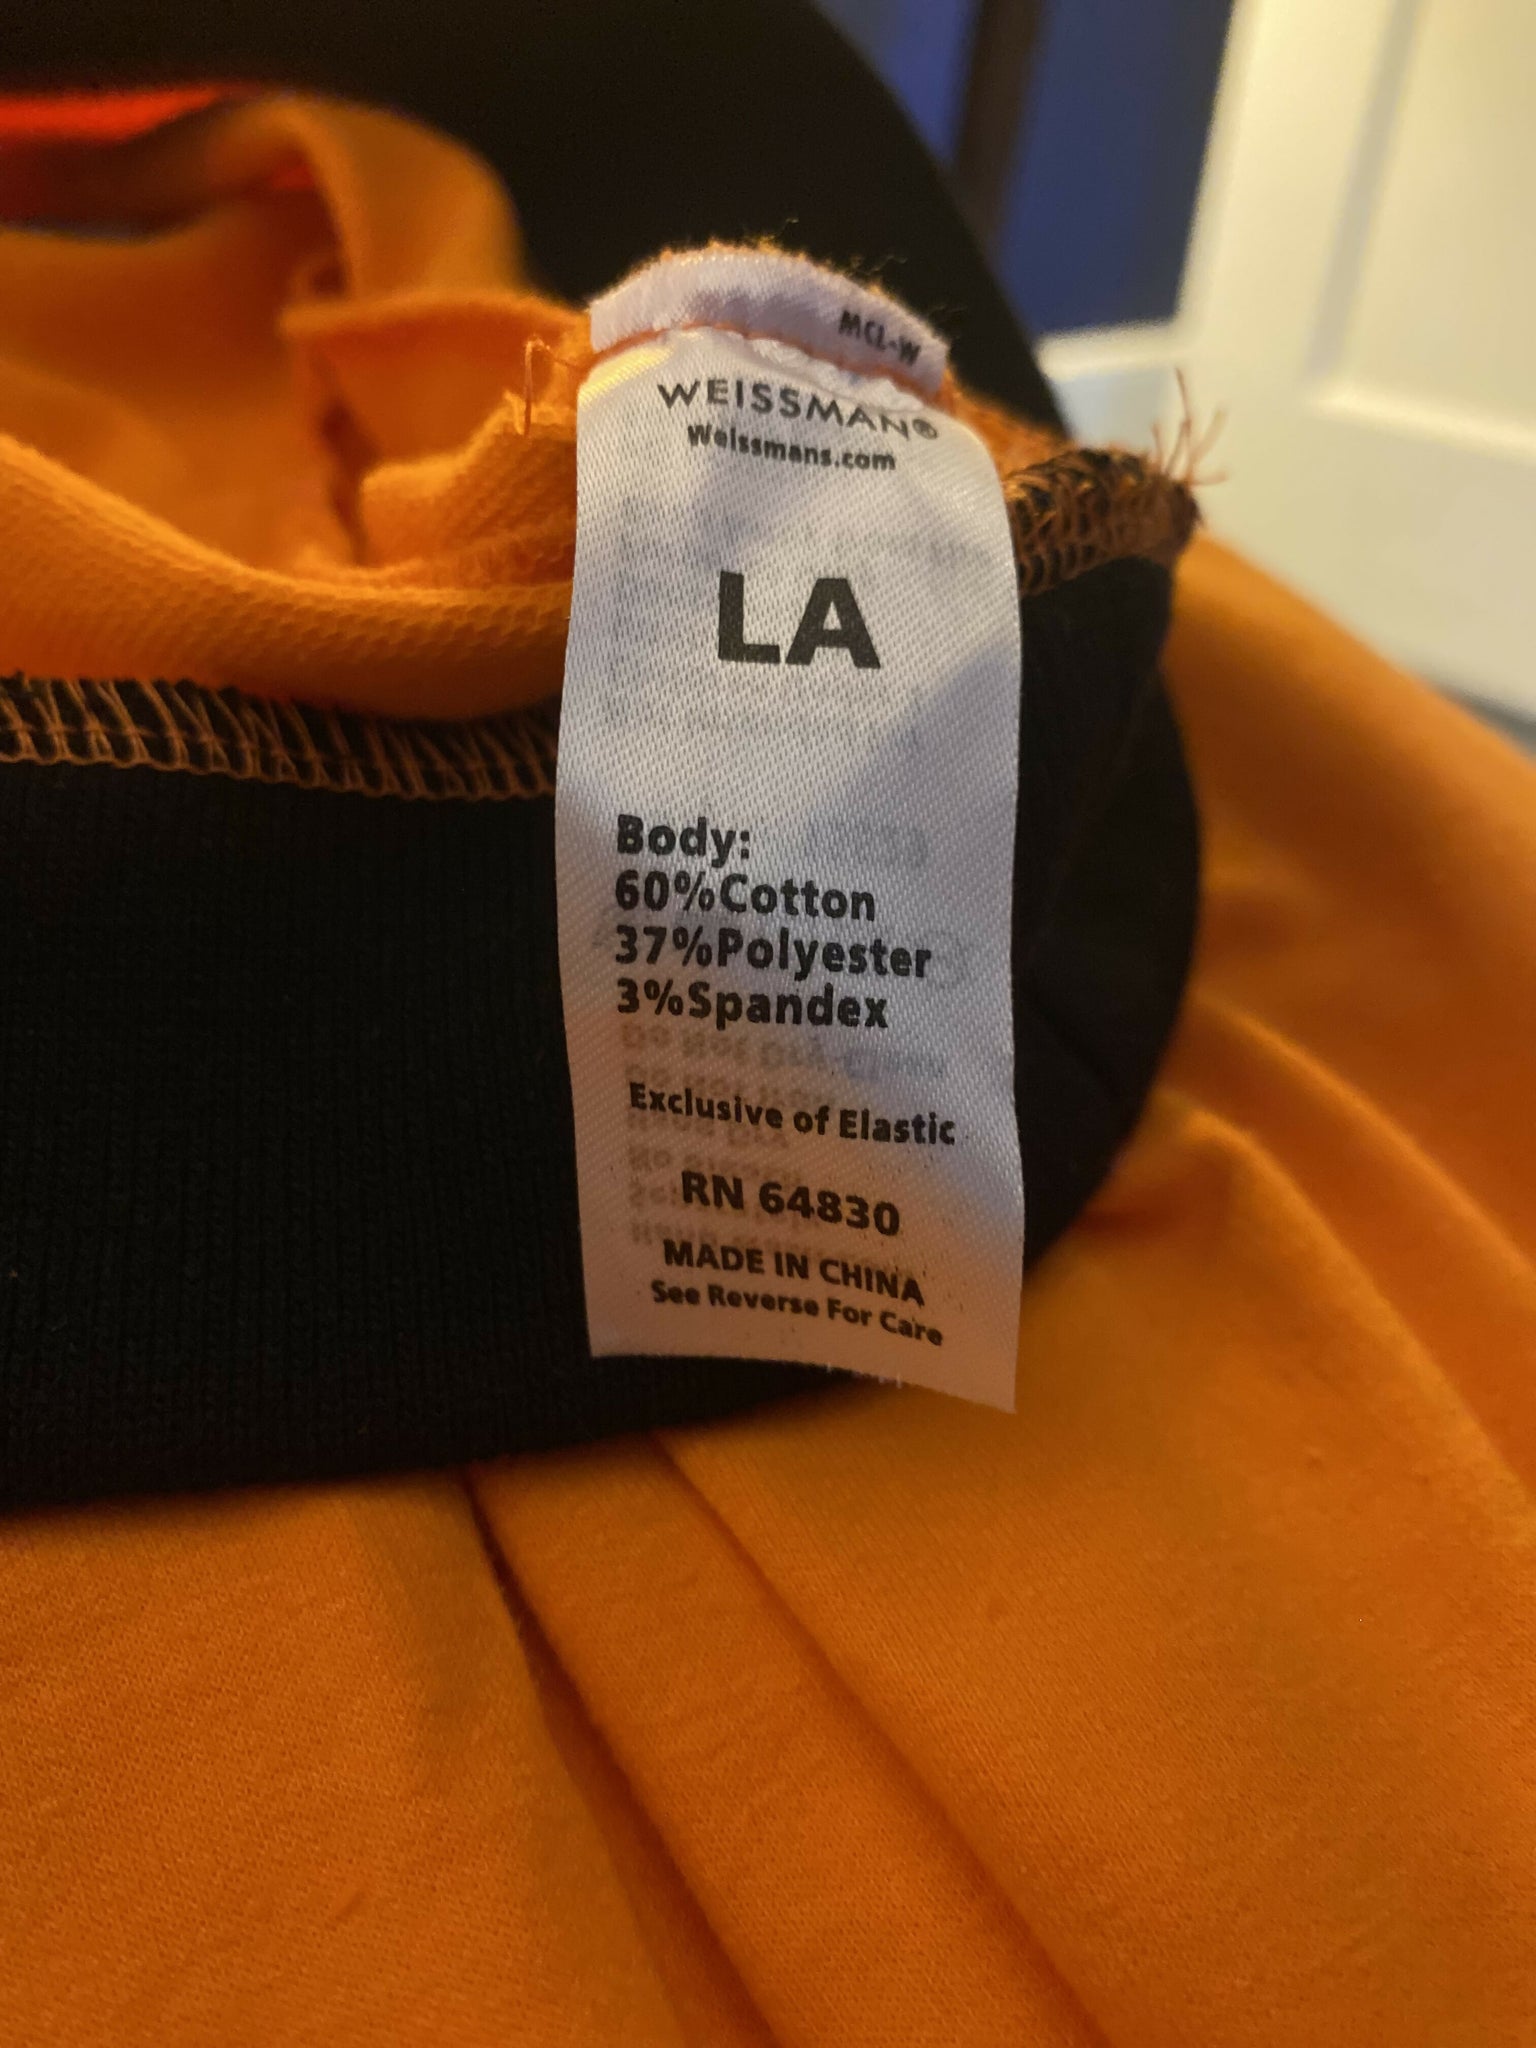 MCL-W
WEISSMAN®
Weissmans.com
LA
Body:
60%Cotton
37%Polyester
3%Spandex
Exclusive of Elastic
RN 64830
MADE IN CHINA
See Reverse For Care